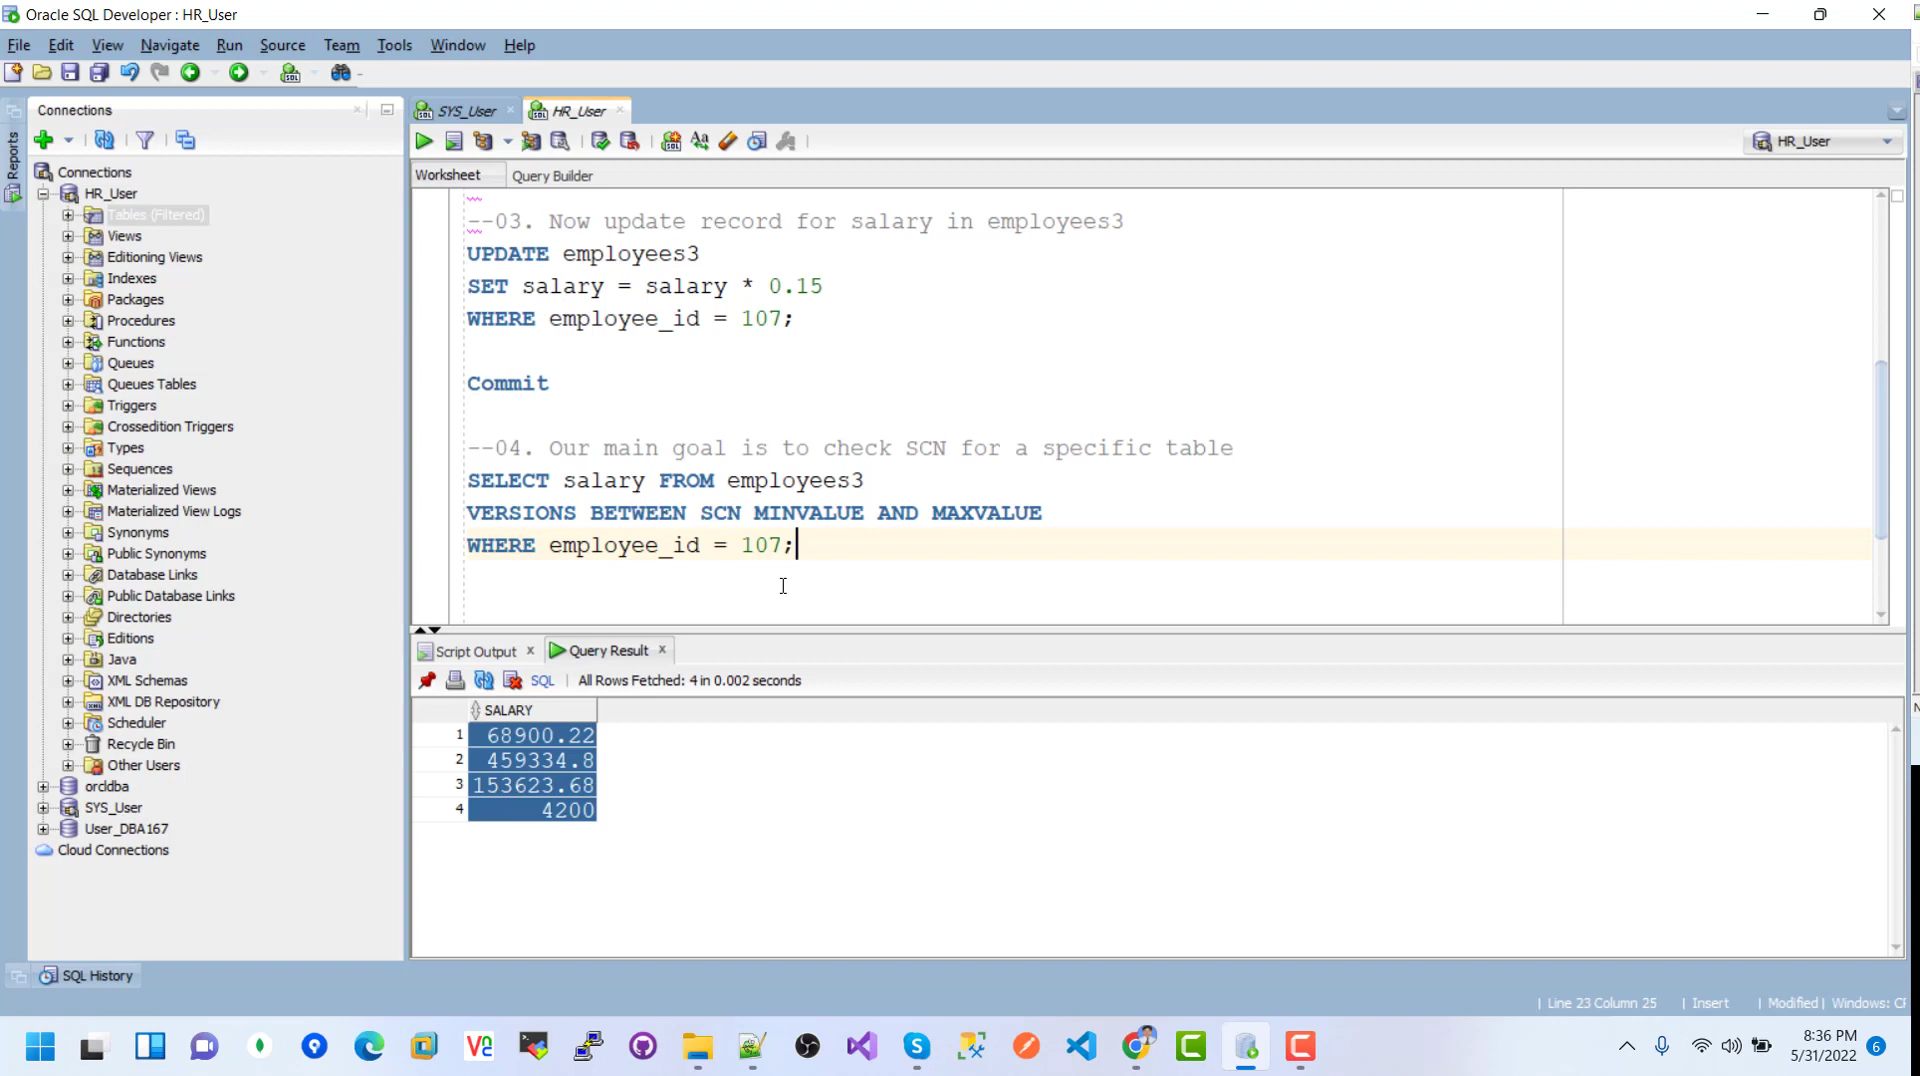 Oracle SQL Developer : HR_User
File Edit View Navigate Run Source Team Tools Window Help
Connections
Reports
Connections
HR_User
Tables (Filtered)
Views
Editioning Views
Indexes
Packages
Procedures
Functions
Queues
Queues Tables
Triggers
Crossedition Triggers
Types
Sequences
Materialized Views
Materialized View Logs
Synonyms
Public Synonyms
Database Links
Public Database Links
Directories
Editions
Java
XML Schemas
XML DB Repository
Scheduler
Recycle Bin
Other Users
orcldba
SYS_User
User_DBA167
Cloud Connections
SYS_User HR_User
HR_User
Worksheet Query Builder
--03. Now update record for salary in employees3
UPDATE employees3
SET salary = salary * 0.15
WHERE employee_id = 107;
Commit
--04. Our main goal is to check SCN for a specific table
SELECT salary FROM employees3
VERSIONS BETWEEN SCN MINVALUE AND MAXVALUE
WHERE employee_id = 107;
Script Output Query Result
SQL All Rows Fetched: 4 in 0.002 seconds
SALARY
1 68900.22
2 459334.8
3 153623.68
4 4200
SQL History
Line 23 Column 25 Insert Modified Windows:
8:36 PM
5/31/2022
6